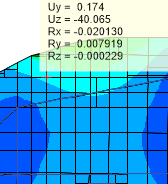 Uy = 0.174
Uz = -40.065
Rx = -0.020130
Ry = 0.007919
Rz = -0.000229